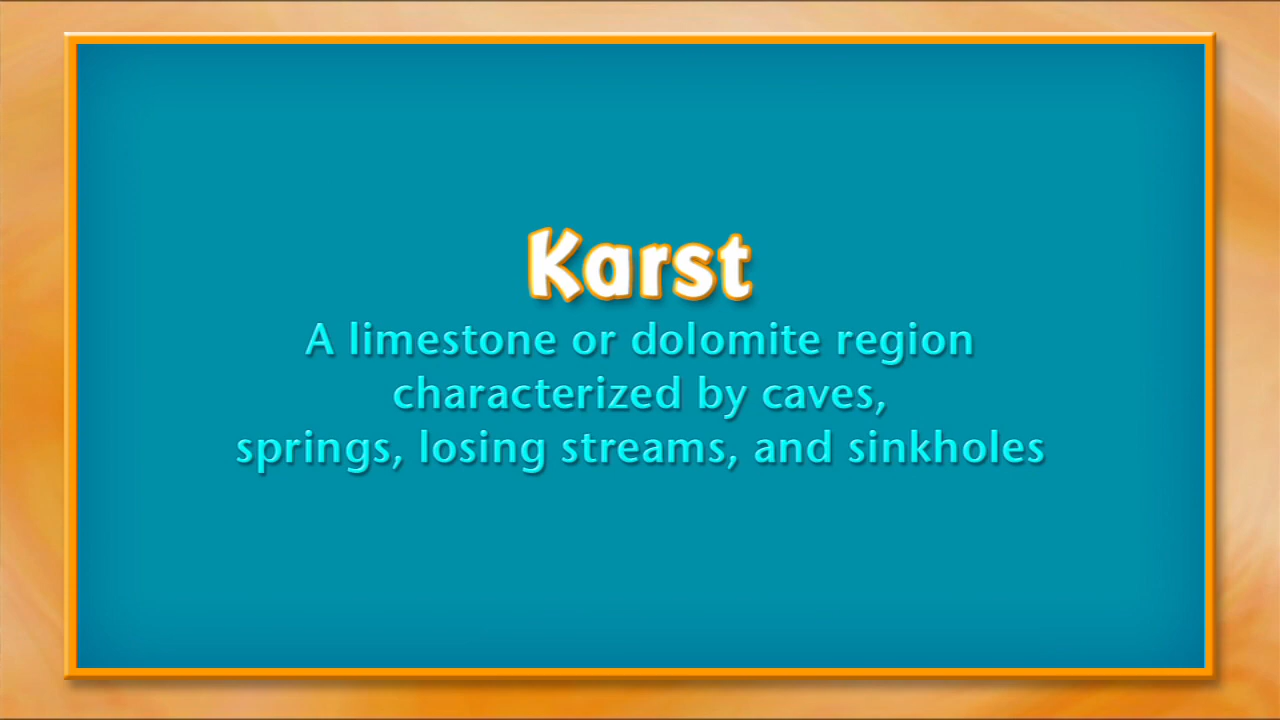 Karst
A limestone or dolomite region
characterized by caves,
springs, losing streams, and sinkholes